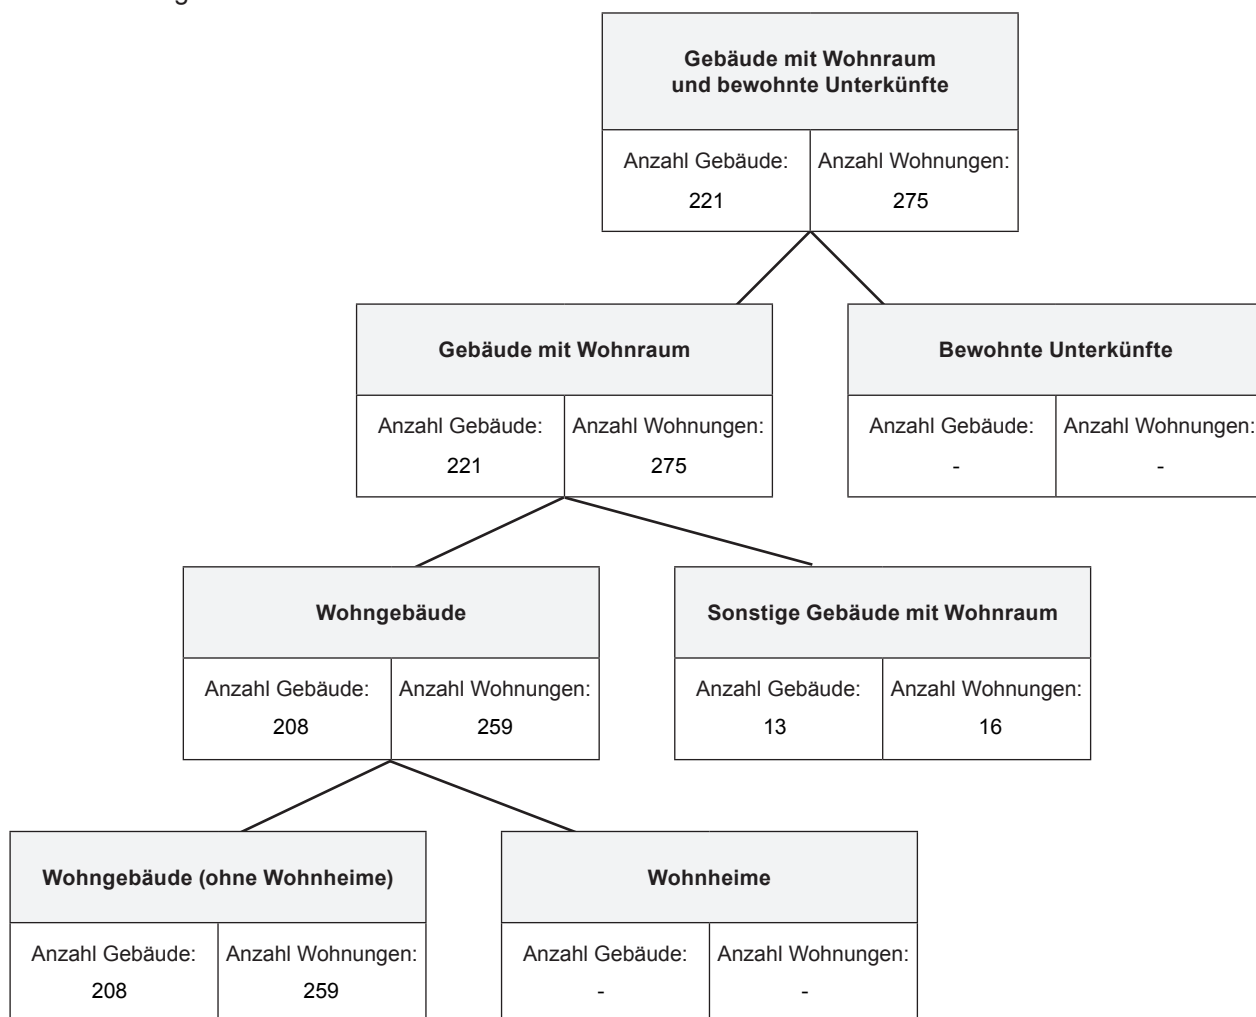 Gebäude mit Wohnraum
und bewohnte Unterkünfte
Anzahl Gebäude: Anzahl Wohnungen:
221 275
Gebäude mit Wohnraum Bewohnte Unterkünfte
Anzahl Gebäude: Anzahl Wohnungen: Anzahl Gebäude: Anzahl Wohnungen:
221 275 - -
Wohngebäude Sonstige Gebäude mit Wohnraum
Anzahl Gebäude: Anzahl Wohnungen: Anzahl Gebäude: Anzahl Wohnungen:
208 259 13 16
Wohngebäude (ohne Wohnheime) Wohnheime
Anzahl Gebäude: Anzahl Wohnungen: Anzahl Gebäude: Anzahl Wohnungen:
208 259 - -